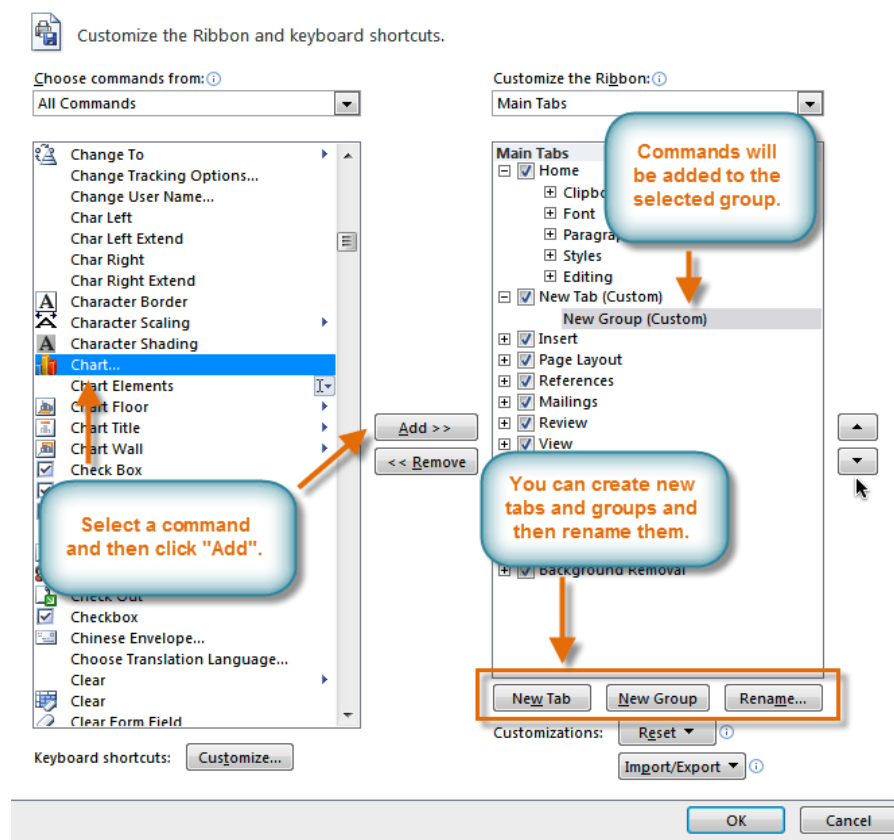 Customize the Ribbon and keyboard shortcuts.
Choose commands from:
All Commands
Change To
Change Tracking Options...
Change User Name...
Char Left
Char Left Extend
Char Right
Char Right Extend
Character Border
Character Scaling
Character Shading
Chart...
Chart Elements
Chart Floor
Chart Title
Chart Wall
Check Box
Select a command
and then click "Add".
Check Out
Checkbox
Chinese Envelope...
Choose Translation Language...
Clear
Clear
Clear Form Field
Keyboard shortcuts: Customize...
Add >>
<< Remove
Customize the Ribbon:
Main Tabs
Main Tabs
Home
Commands will
be added to the
selected group.
Font
Styles
Editing
New Tab (Custom)
New Group (Custom)
Insert
Page Layout
References
Mailings
Review
View
You can create new
tabs and groups and
then rename them.
Background Removal
New Tab New Group Rename...
Customizations: Reset
Import/Export
OK Cancel